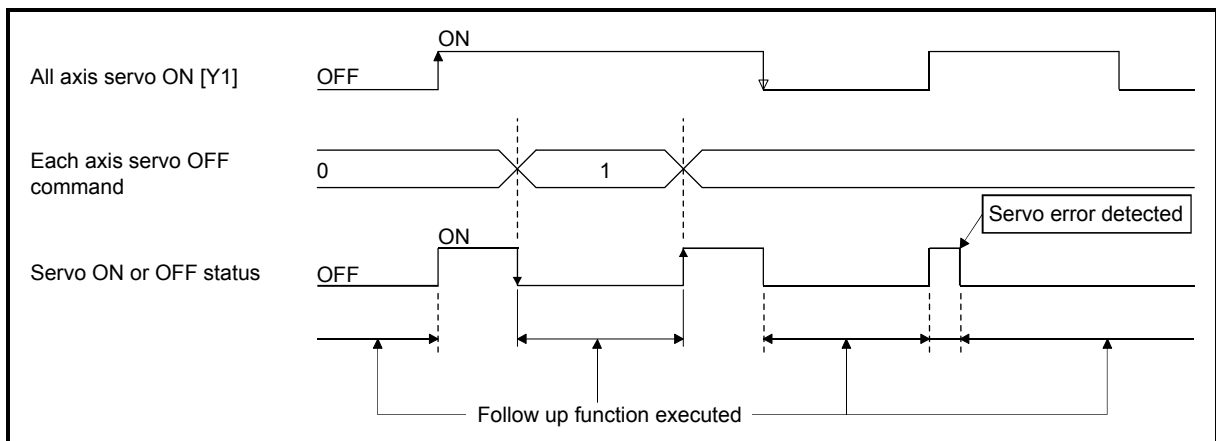 ON
All axis servo ON [Y1]
OFF
Each axis servo OFF
command
0
1
Servo error detected
ON
Servo ON or OFF status
OFF
Follow up function executed